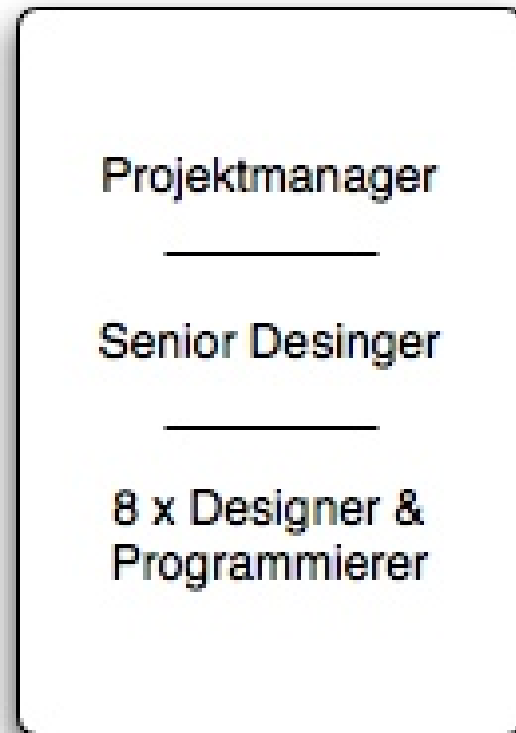 Projektmanager
Senior Desinger
8 x Designer &
Programmierer